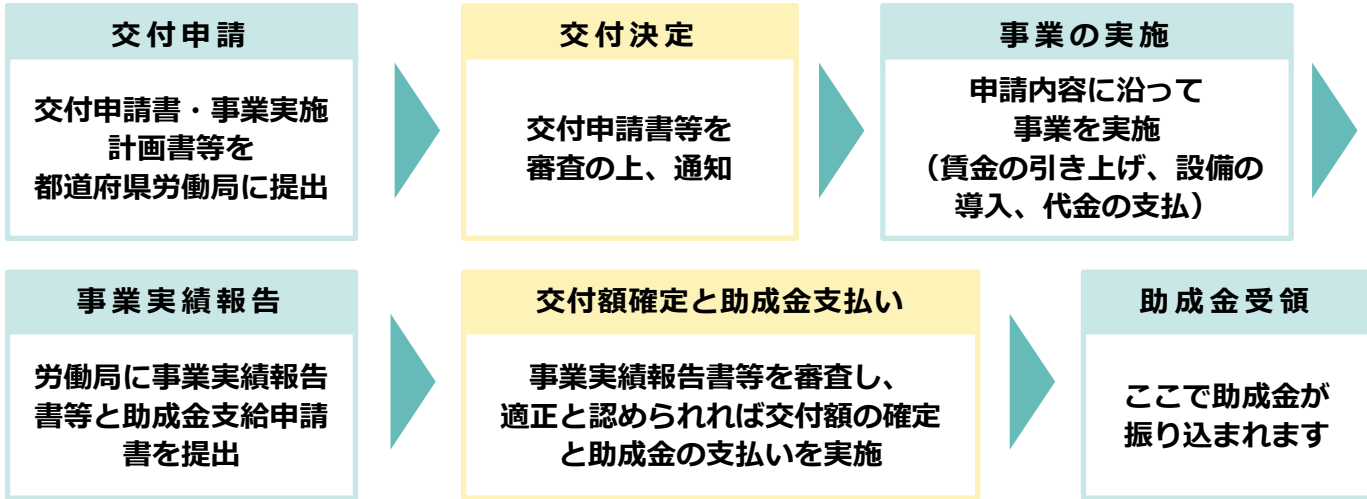 交付申請
交付申請書・事業実施
計画書等を
都道府県労働局に提出
交付決定
交付申請書等を
審査の上、通知
事業の実施
申請内容に沿って
事業を実施
（賃金の引き上げ、設備の
導入、代金の支払）
事業実績報告
労働局に事業実績報告
書等と助成金支給申請
書を提出
交付額確定と助成金支払い
事業実績報告書等を審査し、
適正と認められれば交付額の確定
と助成金の支払いを実施
助成金受領
ここで助成金が
振り込まれます